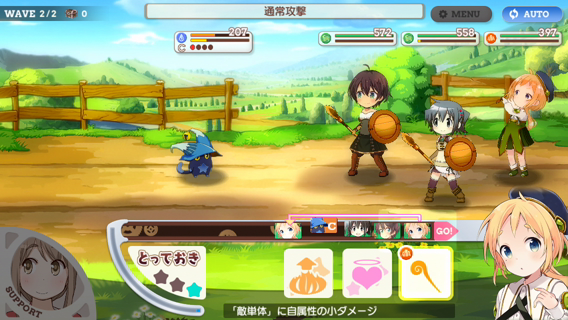 WAVE 2/2 0
通常攻撃
MENU
AUTO
207
C
572
558
397
C
GO!
とっておき
SUPPORT
「敵単体」に自属性の小ダメージ